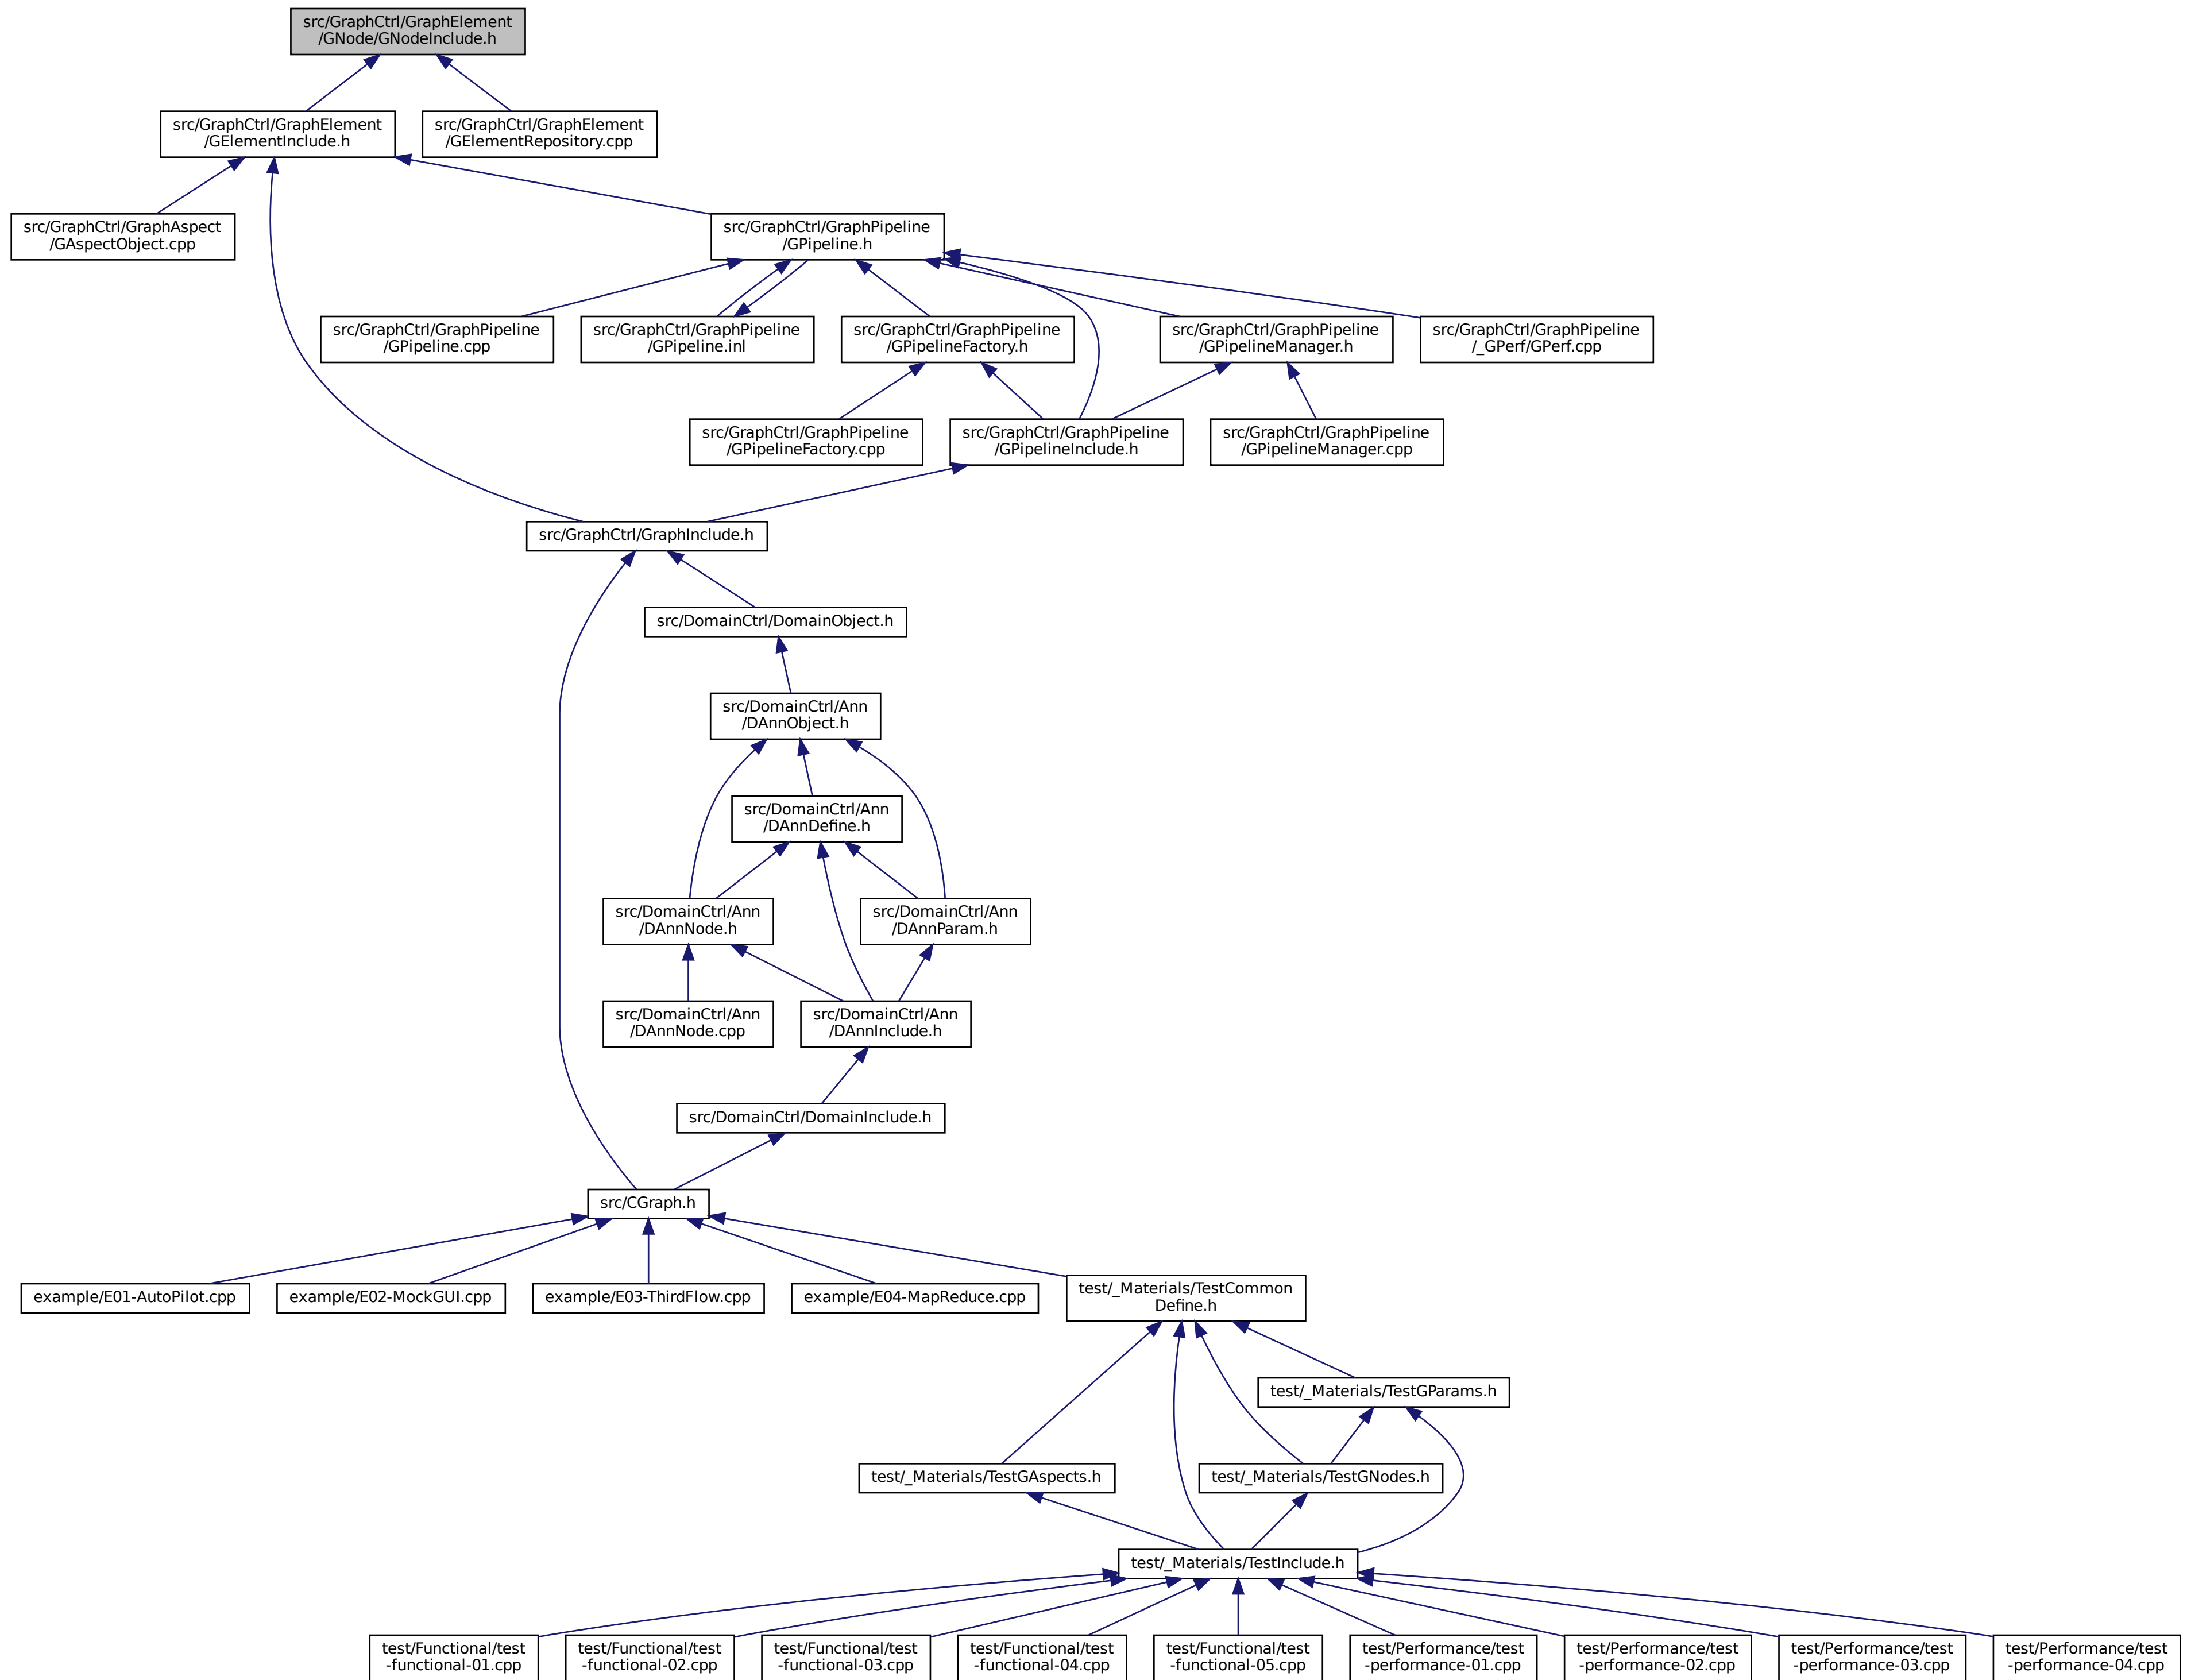 src/GraphCtrl/GraphElement
/GNode/GNodeInclude.h
src/GraphCtrl/GraphElement
/GElementInclude.h
src/GraphCtrl/GraphElement
/GElementRepository.cpp
src/GraphCtrl/GraphAspect
/GAspectObject.cpp
src/GraphCtrl/GraphPipeline
/GPipeline.h
src/GraphCtrl/GraphPipeline
/GPipeline.cpp
src/GraphCtrl/GraphPipeline
/GPipeline.inl
src/GraphCtrl/GraphPipeline
/GPipelineFactory.h
src/GraphCtrl/GraphPipeline
/GPipelineManager.h
src/GraphCtrl/GraphPipeline
/_GPerf/GPerf.cpp
src/GraphCtrl/GraphPipeline
/GPipelineFactory.cpp
src/GraphCtrl/GraphPipeline
/GPipelineInclude.h
src/GraphCtrl/GraphPipeline
/GPipelineManager.cpp
src/GraphCtrl/GraphInclude.h
src/DomainCtrl/DomainObject.h
src/DomainCtrl/Ann
/DAnnObject.h
src/DomainCtrl/Ann
/DAnnDefine.h
src/DomainCtrl/Ann
/DAnnNode.h
src/DomainCtrl/Ann
/DAnnParam.h
src/DomainCtrl/Ann
/DAnnNode.cpp
src/DomainCtrl/Ann
/DAnnInclude.h
src/DomainCtrl/DomainInclude.h
src/CGraph.h
example/E01-AutoPilot.cpp
example/E02-MockGUI.cpp
example/E03-ThirdFlow.cpp
example/E04-MapReduce.cpp
test/_Materials/TestCommon
Define.h
test/_Materials/TestGParams.h
test/_Materials/TestGAspects.h
test/_Materials/TestGNodes.h
test/_Materials/TestInclude.h
test/Functional/test
-functional-01.cpp
test/Functional/test
-functional-02.cpp
test/Functional/test
-functional-03.cpp
test/Functional/test
-functional-04.cpp
test/Functional/test
-functional-05.cpp
test/Performance/test
-performance-01.cpp
test/Performance/test
-performance-02.cpp
test/Performance/test
-performance-03.cpp
test/Performance/test
-performance-04.cpp